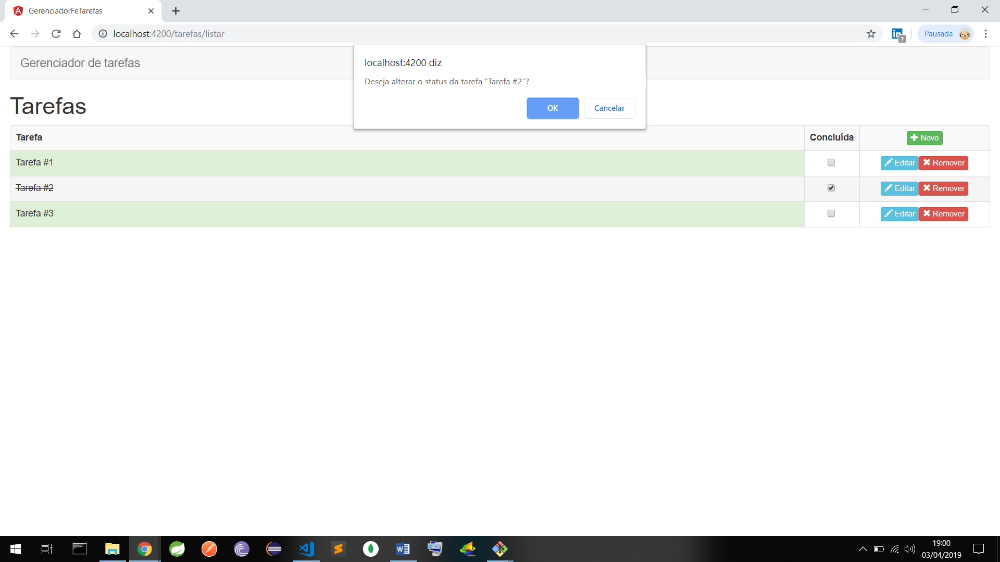 GerenciadorFeTarefas
localhost:4200/tarefas/listar
Pausada
Gerenciador de tarefas
localhost:4200 diz
Deseja alterar o status da tarefa "Tarefa #2"?
OK Cancelar
Tarefas
Tarefa Concluída Novo
Tarefa #1 Editar Remover
Tarefa #2 Editar Remover
Tarefa #3 Editar Remover
19:00
03/04/2019